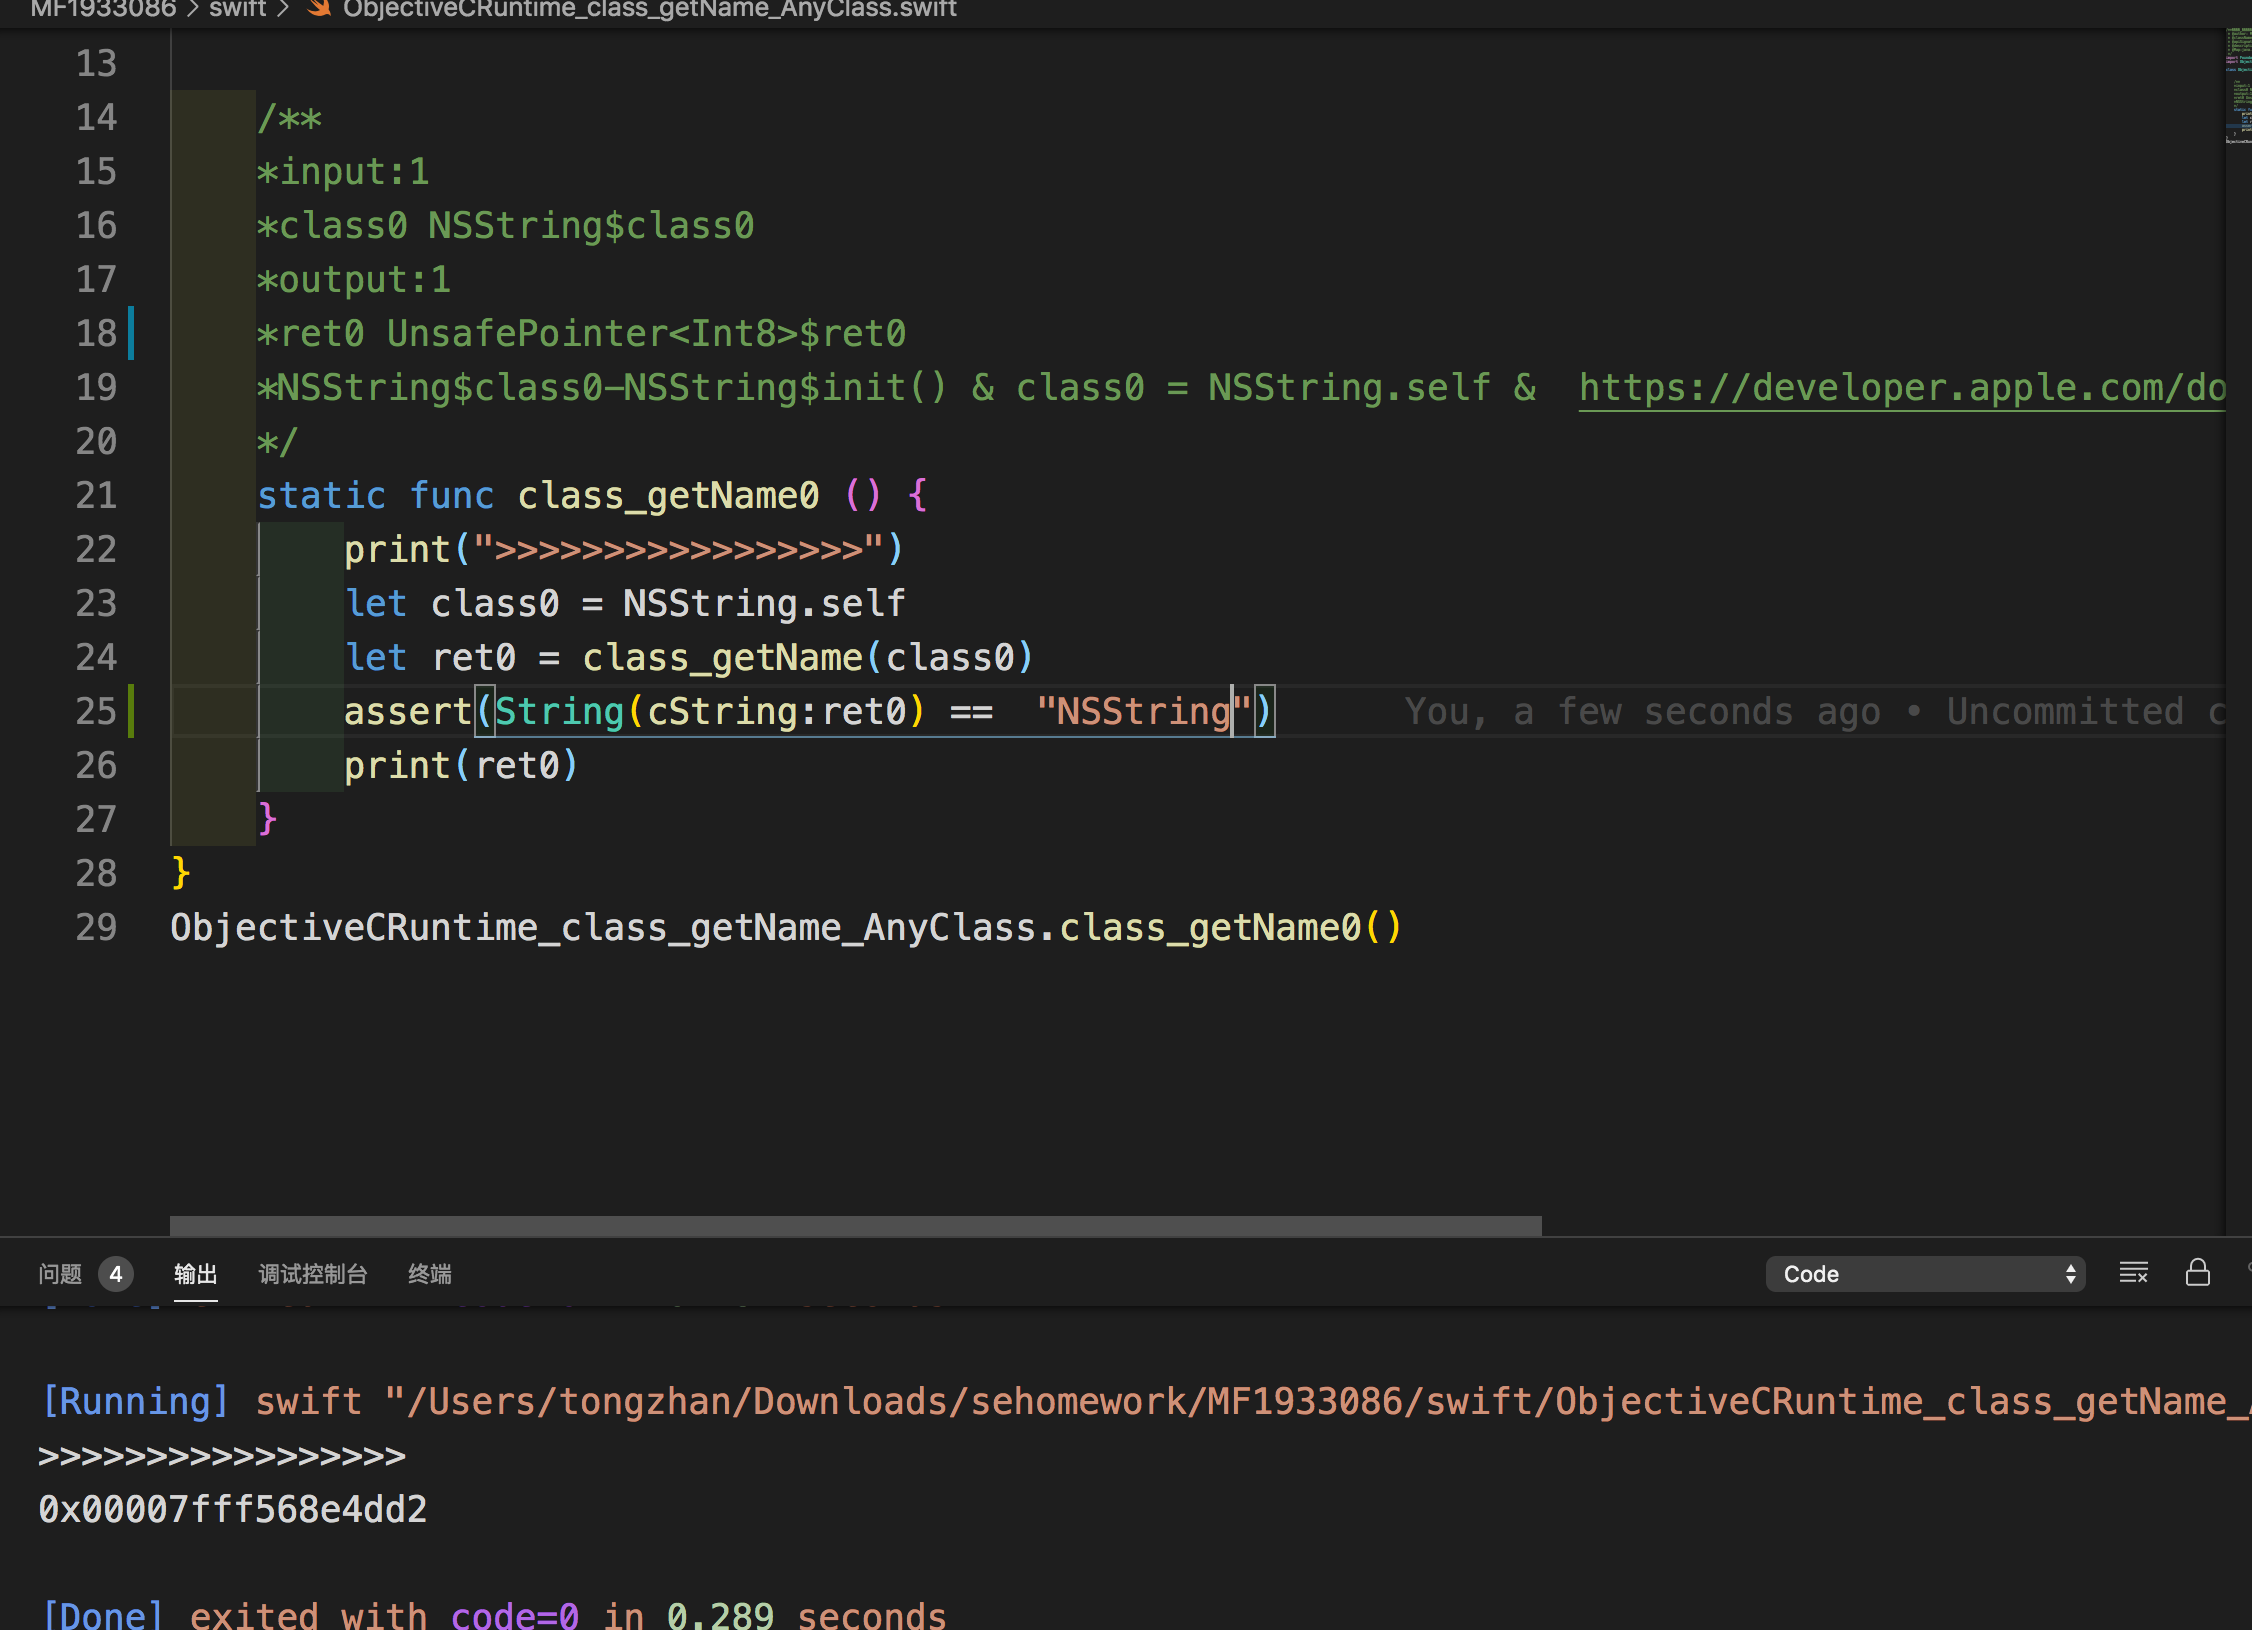 MF1933086 > swift > ObjectiveCRuntime_class_getName_AnyClass.swift
13
14 /**
15 *input:1
16 *class0 NSString$class0
17 *output:1
18 *ret0 UnsafePointer<Int8>$ret0
19 *NSString$class0-NSString$init() & class0 = NSString.self &  https://developer.apple.com/do
20 */
21 static func class_getName0 () {
22 print(">>>>>>>>>>>>>>>>>")
23 let class0 = NSString.self
24 let ret0 = class_getName(class0)
25 assert(String(cString:ret0) ==  "NSString") You, a few seconds ago • Uncommitted c
26 print(ret0)
27 }
28 }
29 ObjectiveCRuntime_class_getName_AnyClass.class_getName0()
问题 4 输出 调试控制台 终端 Code
[Running] swift "/Users/tongzhan/Downloads/sehomework/MF1933086/swift/ObjectiveCRuntime_class_getName_
>>>>>>>>>>>>>>>>>
0x00007fff568e4dd2
[Done] exited with code=0 in 0.289 seconds